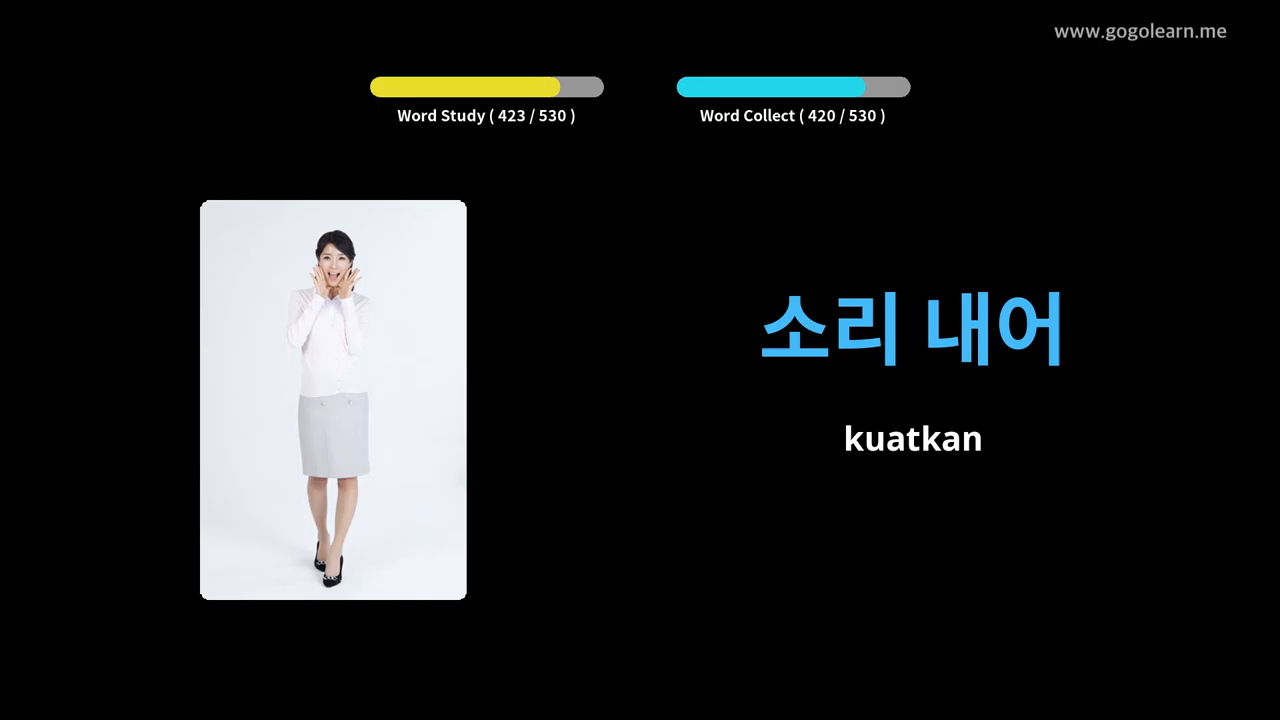 www.gogolearn.me
Word Study ( 423 / 530 )
Word Collect ( 420 / 530 )
소리 내어
kuatkan